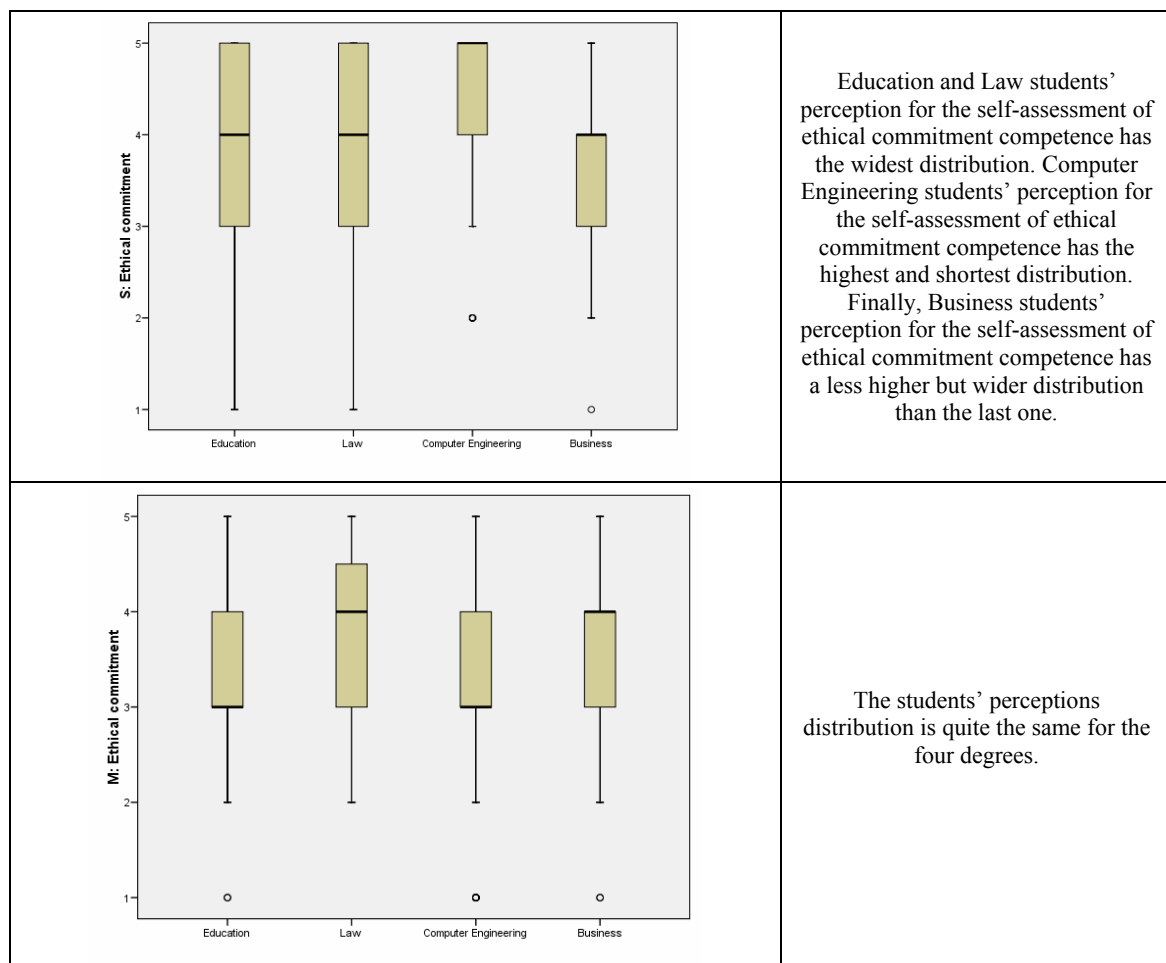 5
4
3
2
1
S: Ethical commitment
Education Law Computer Engineering Business
Education and Law students’
perception for the self-assessment of
ethical commitment competence has
the widest distribution. Computer
Engineering students’ perception for
the self-assessment of ethical
commitment competence has the
highest and shortest distribution.
Finally, Business students’
perception for the self-assessment of
ethical commitment competence has
a less higher but wider distribution
than the last one.
5
4
3
2
1
M: Ethical commitment
Education Law Computer Engineering Business
The students’ perceptions
distribution is quite the same for the
four degrees.